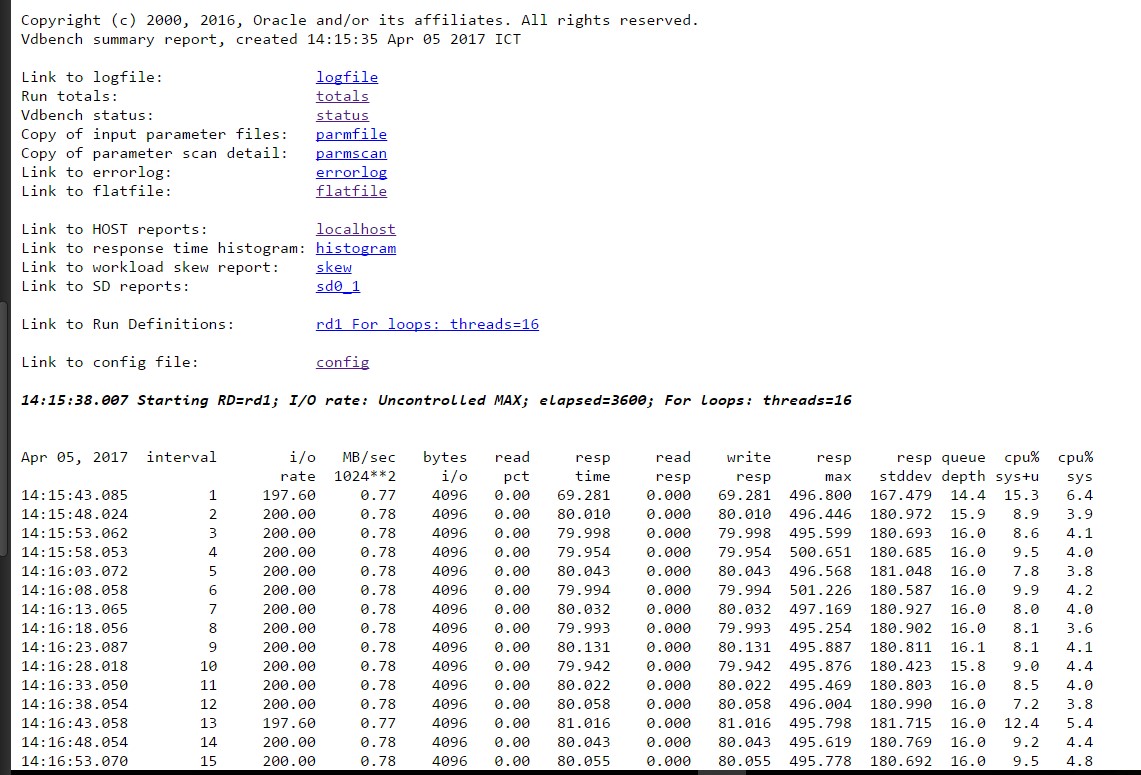 Copyright (c) 2000, 2016, Oracle and/or its affiliates. All rights reserved.
Vdbench summary report, created 14:15:35 Apr 05 2017 ICT
Link to logfile: logfile
Run totals: totals
Vdbench status: status
Copy of input parameter files: parmfile
Copy of parameter scan detail: parmscan
Link to errorlog: errorlog
Link to flatfile: flatfile
Link to HOST reports: localhost
Link to response time histogram: histogram
Link to workload skew report: skew
Link to SD reports: sd0_1
Link to Run Definitions: rd1 For loops: threads=16
Link to config file: config
14:15:38.007 Starting RD=rd1; I/O rate: Uncontrolled MAX; elapsed=3600; For loops: threads=16
Apr 05, 2017 interval i/o MB/sec bytes read resp read write resp resp queue cpu% cpu%
rate 1024**2 i/o pct time resp resp max stddev depth sys+u sys
14:15:43.085 1 197.60 0.77 4096 0.00 69.281 0.000 69.281 496.800 167.479 14.4 15.3 6.4
14:15:48.024 2 200.00 0.78 4096 0.00 80.010 0.000 80.010 496.446 180.972 15.9 8.9 3.9
14:15:53.062 3 200.00 0.78 4096 0.00 79.998 0.000 79.998 495.599 180.693 16.0 8.6 4.1
14:15:58.053 4 200.00 0.78 4096 0.00 79.954 0.000 79.954 500.651 180.685 16.0 9.5 4.0
14:16:03.072 5 200.00 0.78 4096 0.00 80.043 0.000 80.043 496.568 181.048 16.0 7.8 3.8
14:16:08.058 6 200.00 0.78 4096 0.00 79.994 0.000 79.994 501.226 180.587 16.0 9.9 4.2
14:16:13.065 7 200.00 0.78 4096 0.00 80.032 0.000 80.032 497.169 180.927 16.0 8.0 4.0
14:16:18.056 8 200.00 0.78 4096 0.00 79.993 0.000 79.993 495.254 180.902 16.0 8.1 3.6
14:16:23.087 9 200.00 0.78 4096 0.00 80.131 0.000 80.131 495.887 180.811 16.1 8.1 4.1
14:16:28.018 10 200.00 0.78 4096 0.00 79.942 0.000 79.942 495.876 180.423 15.8 9.0 4.4
14:16:33.050 11 200.00 0.78 4096 0.00 80.022 0.000 80.022 495.469 180.803 16.0 8.5 4.0
14:16:38.054 12 200.00 0.78 4096 0.00 80.058 0.000 80.058 496.004 180.990 16.0 7.2 3.8
14:16:43.058 13 197.60 0.77 4096 0.00 81.016 0.000 81.016 495.798 181.715 16.0 12.4 5.4
14:16:48.054 14 200.00 0.78 4096 0.00 80.043 0.000 80.043 495.619 180.769 16.0 9.2 4.4
14:16:53.070 15 200.00 0.78 4096 0.00 80.055 0.000 80.055 495.778 180.692 16.0 9.5 4.8